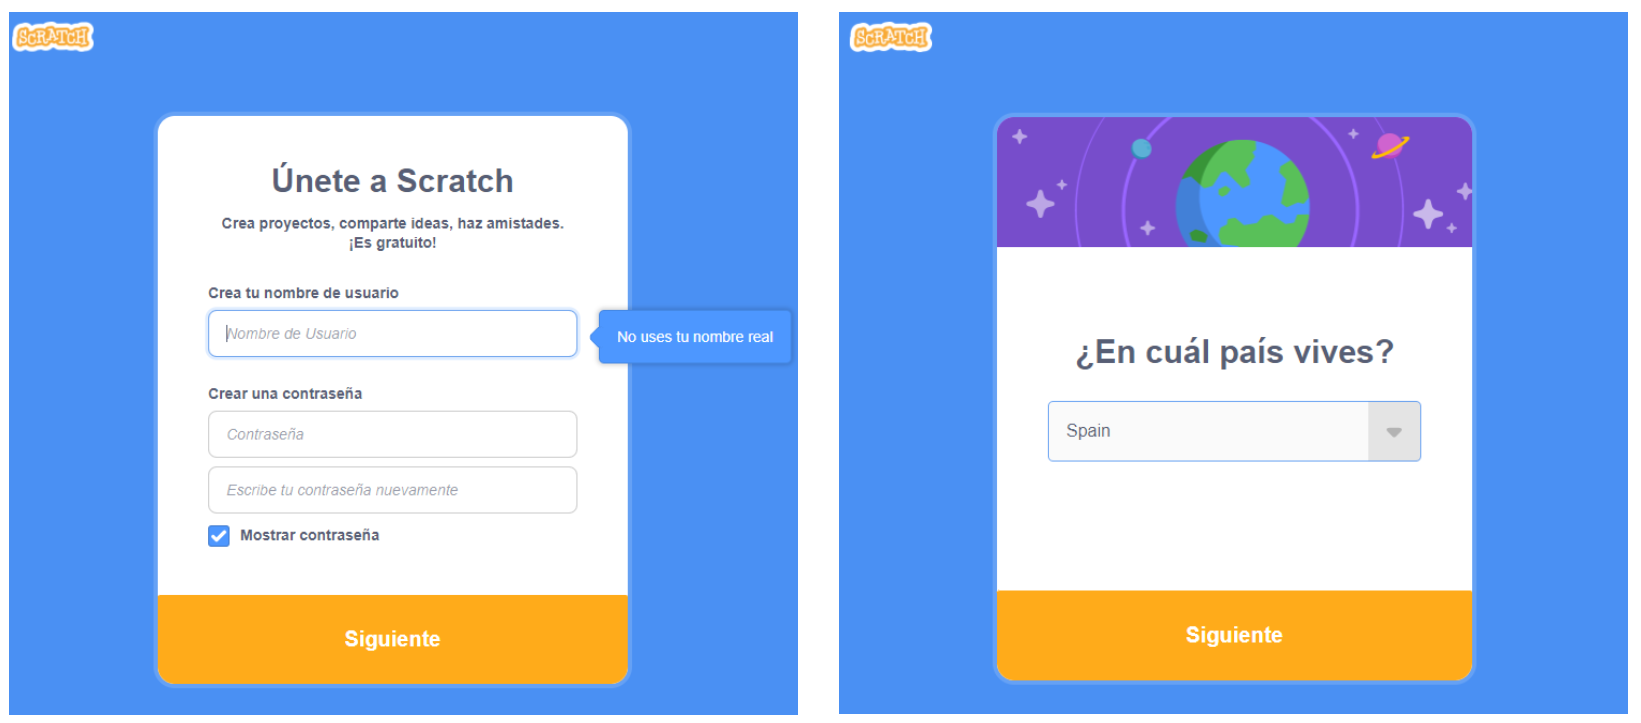 SCRATCH
Únete a Scratch
Crea proyectos, comparte ideas, haz amistades.
¡Es gratuito!
Crea tu nombre de usuario
Nombre de Usuario
No uses tu nombre real
Crear una contraseña
Contraseña
Escribe tu contraseña nuevamente
Mostrar contraseña
Siguiente
SCRATCH
¿En cuál país vives?
Spain
Siguiente